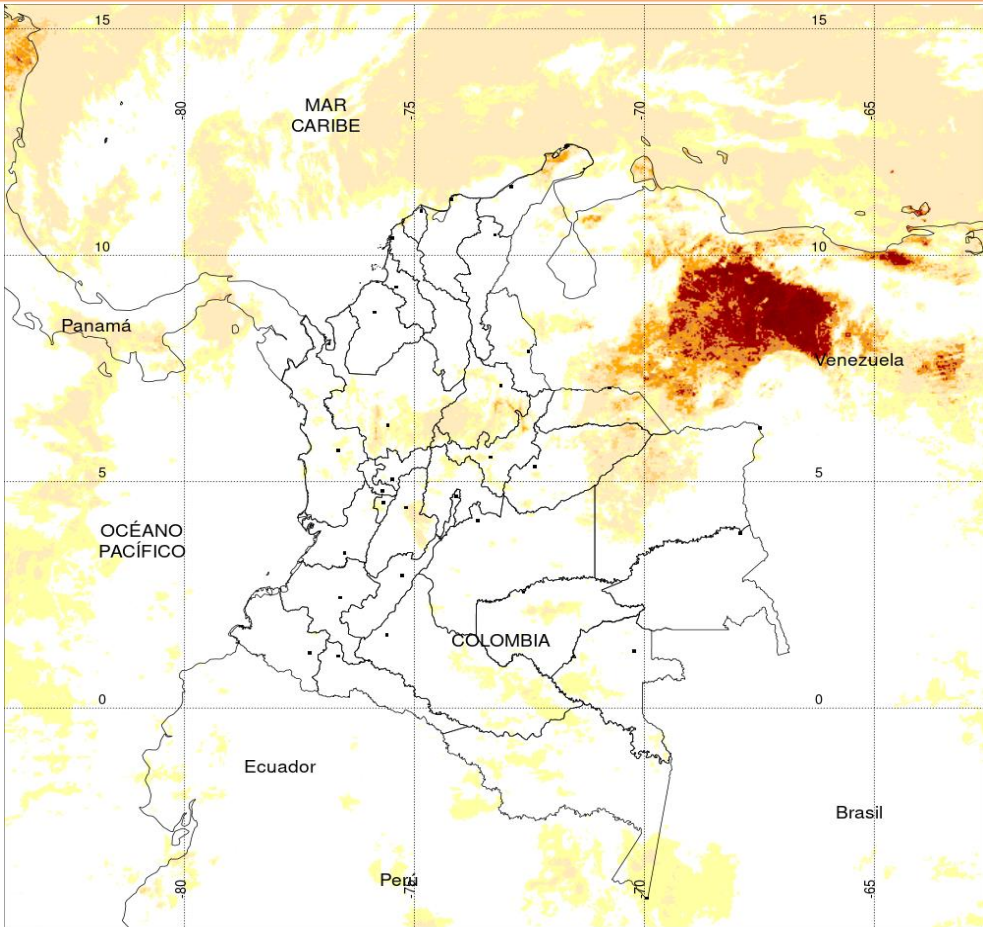 15
15
-80
-75
-70
-65
MAR
CARIBE
10
10
Panamá
Venezuela
5
5
OCÉANO
PACÍFICO
COLOMBIA
0
0
Ecuador
Brasil
-80
-75
-70
-65
Perú